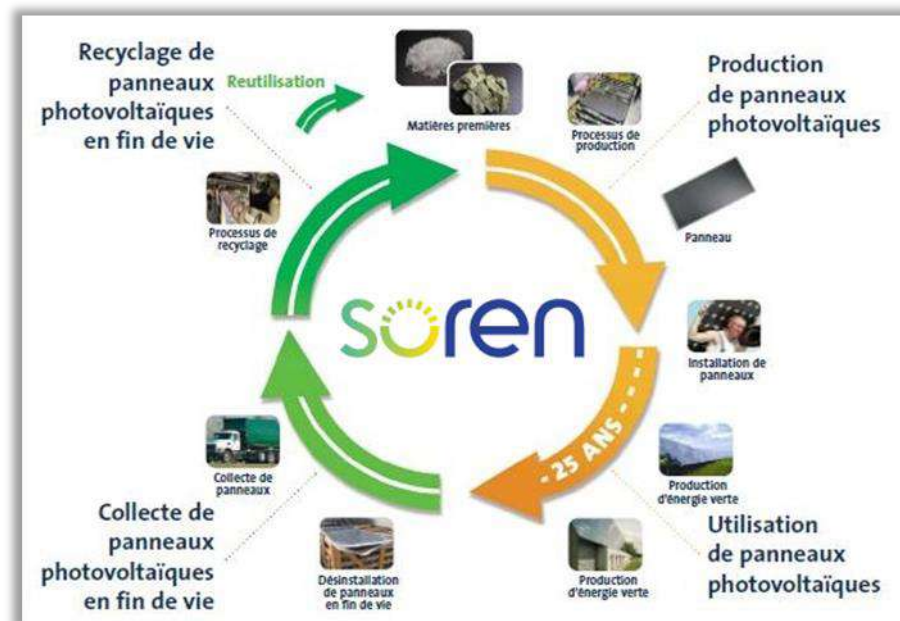 Recyclage de
panneaux
photovoltaïques
en fin de vie
Reutilisation
Matières premières
Processus de
production
Production
de panneaux
photovoltaïques
Panneau
Processus de
recyclage
soren
Installation de
panneaux
- 25 ANS -
Production
d'énergie verte
Utilisation
de panneaux
photovoltaïques
Production
d'énergie verte
Désinstallation
de panneaux
en fin de vie
Collecte de
panneaux
Collecte de
panneaux
photovoltaïques
en fin de vie